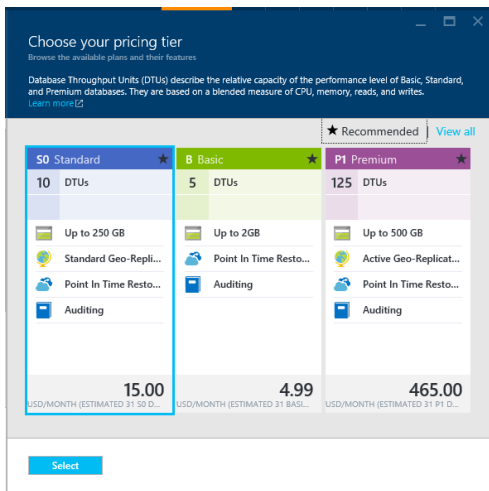 Choose your pricing tier
Browse the available plans and their features
Database Throughput Units (DTUs) describe the relative capacity of the performance level of Basic, Standard,
and Premium databases. They are based on a blended measure of CPU, memory, reads, and writes.
Learn more
★ Recommended | View all
S0 Standard ★
10 DTUs
Up to 250 GB
Standard Geo-Repli...
Point In Time Resto...
Auditing
15.00
USD/MONTH (ESTIMATED 31 S0 D...
B Basic ★
5 DTUs
Up to 2GB
Point In Time Resto...
Auditing
4.99
USD/MONTH (ESTIMATED 31 BASI...
P1 Premium ★
125 DTUs
Up to 500 GB
Active Geo-Replicat...
Point In Time Resto...
Auditing
465.00
USD/MONTH (ESTIMATED 31 P1 D...
Select